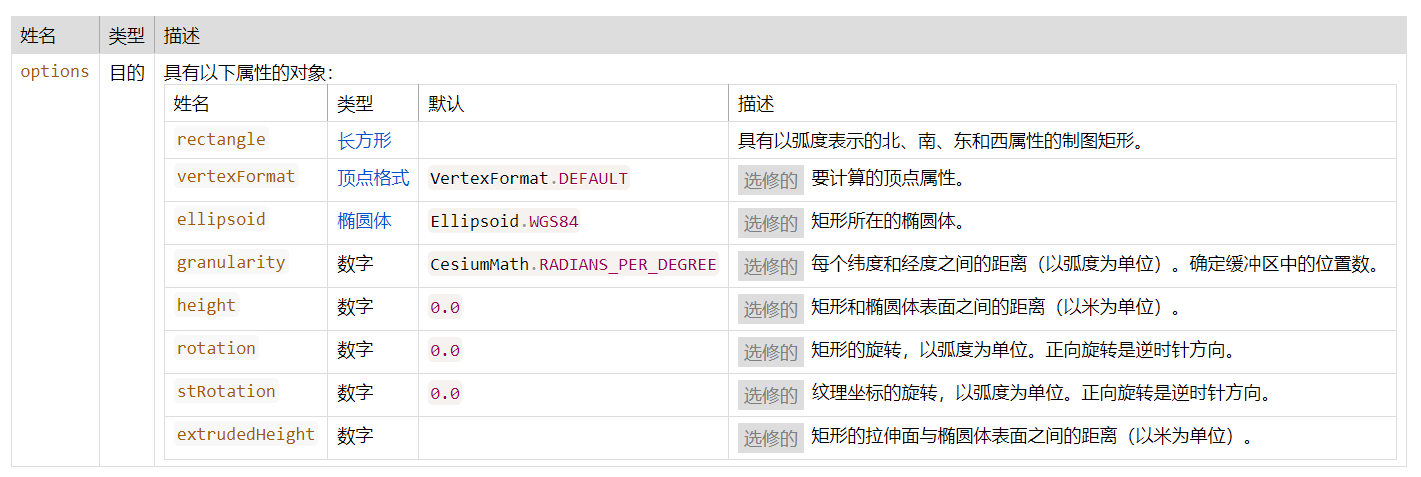 姓名 类型 描述
options 目的 具有以下属性的对象：
姓名 类型 默认 描述
rectangle 长方形 具有以弧度表示的北、南、东和西属性的制图矩形。
vertexFormat 顶点格式 VertexFormat.DEFAULT 选修的 要计算的顶点属性。
ellipsoid 椭圆体 Ellipsoid.WGS84 选修的 矩形所在的椭圆体。
granularity 数字 CesiumMath.RADIANS_PER_DEGREE 选修的 每个纬度和经度之间的距离（以弧度为单位）。确定缓冲区中的位置数。
height 数字 0.0 选修的 矩形和椭圆体表面之间的距离（以米为单位）。
rotation 数字 0.0 选修的 矩形的旋转，以弧度为单位。正向旋转是逆时针方向。
stRotation 数字 0.0 选修的 纹理坐标的旋转，以弧度为单位。正向旋转是逆时针方向。
extrudedHeight 数字 选修的 矩形的拉伸面与椭圆体表面之间的距离（以米为单位）。